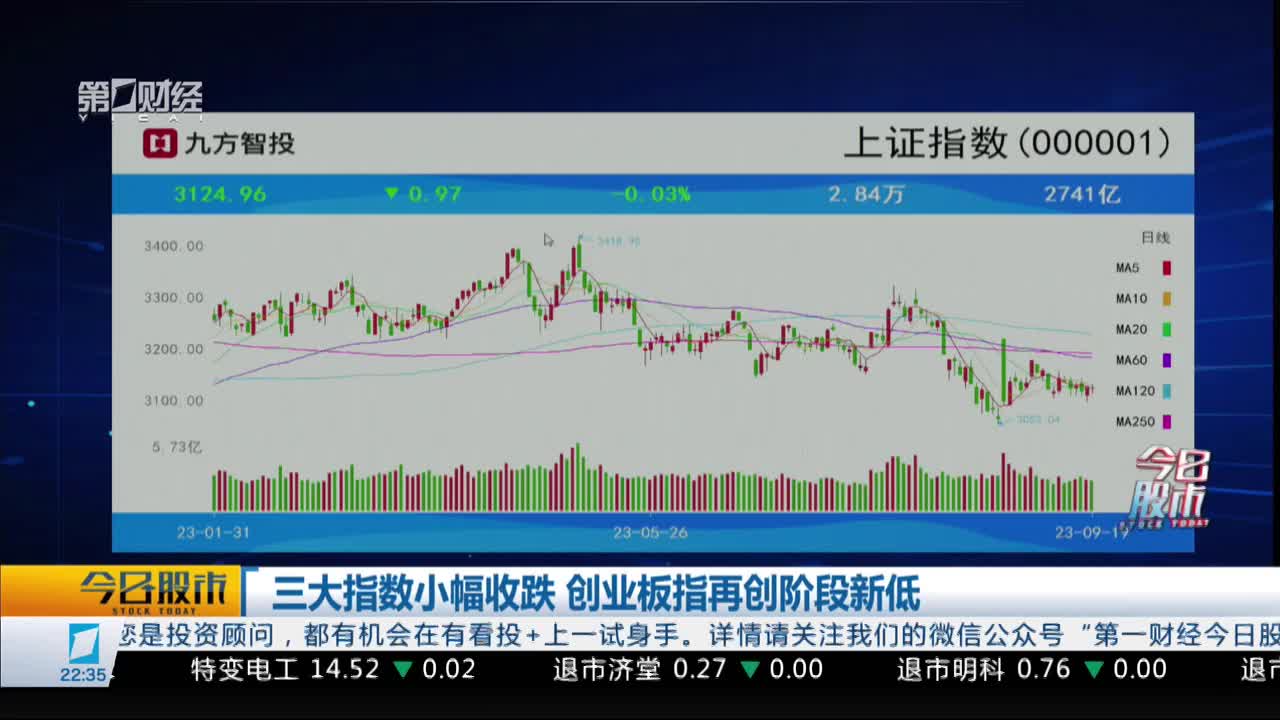 第一财经
YICAI
九方智投
上证指数(000001)
3124.96 ▼0.97 -0.03% 2.84万 2741亿
日线
3400.00
3418.95
MA5
3300.00
MA10
MA20
3200.00
MA60
MA120
3100.00
3053.04
MA250
5.73亿
23-01-31 23-05-26 23-09-19
今日股市
STOCK TODAY
今日股市
STOCK TODAY
三大指数小幅收跌 创业板指再创阶段新低
您是投资顾问，都有机会在有看投+上一试身手。详情请关注我们的微信公众号“第一财经今日股
22:35
特变电工 14.52 ▼0.02 退市济堂 0.27 ▼0.00 退市明科 0.76 ▼0.00 退市